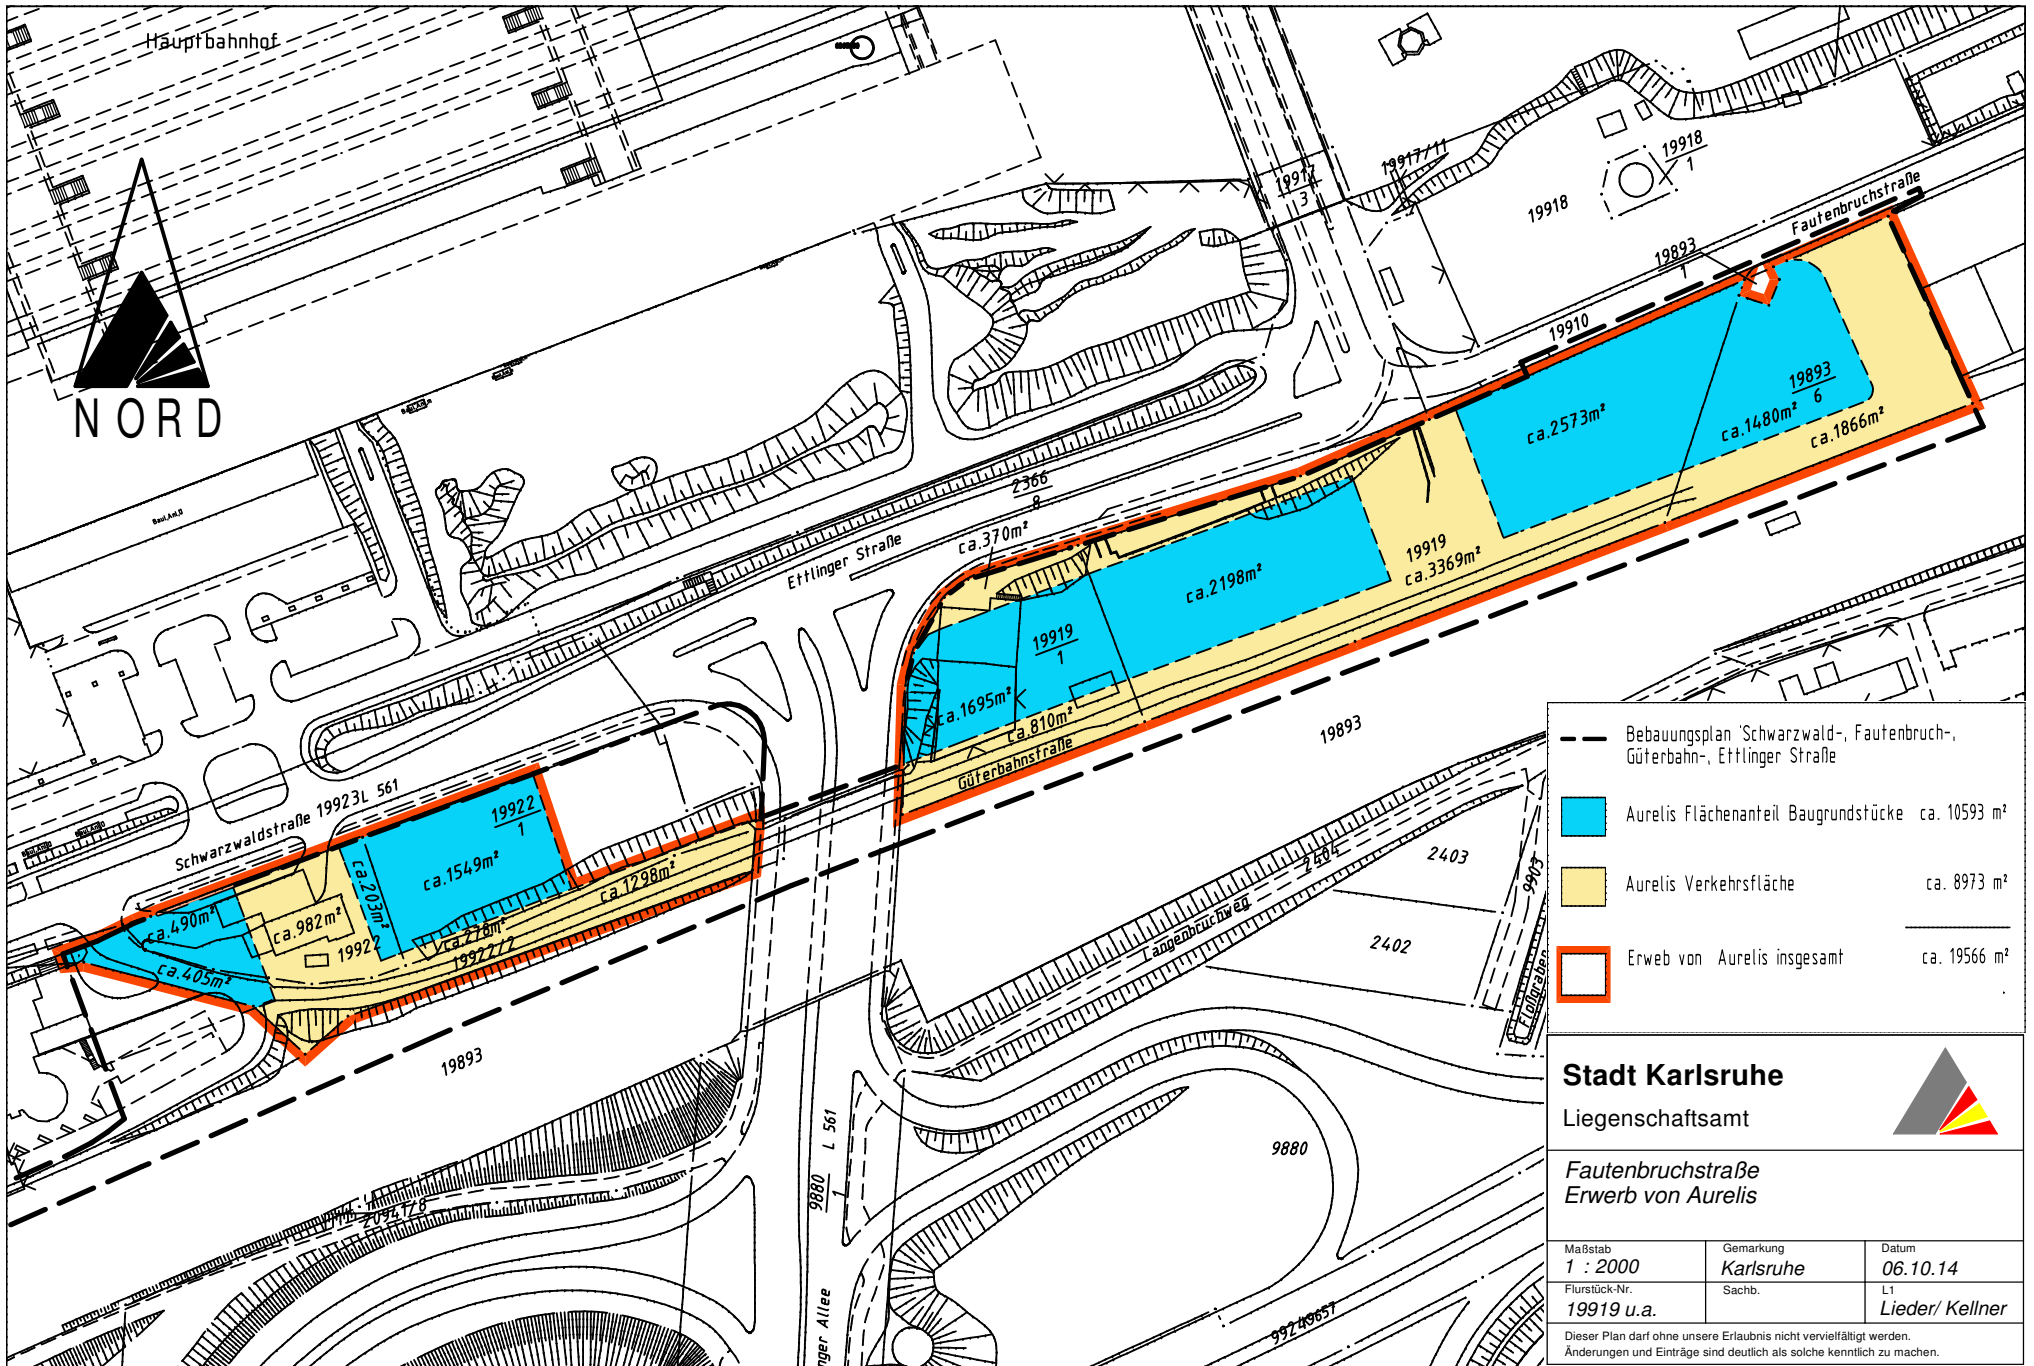 Hauptbahnhof
NORD
19917/11
19917
3
19918
1
19918
Fautenbruchstraße
19893
1
19910
19893
6
ca.2573m²
ca.1480m²
ca.1866m²
2366
8
ca.370m²
Ettlinger Straße
ca.2198m²
19919
ca.3369m²
19919
1
ca.1695m²
ca.810m²
Güterbahnstraße
19893
Schwarzwaldstraße 19923L 561
19922
1
ca.1549m²
ca.203m²
ca.1298m²
ca.490m²
ca.982m²
19922
ca.278m²
19922/2
ca.405m²
19893
2404
2403
9903
Langenbruchweg
2402
Floßgraben
9880
9880
1
L 561
20941/8
nger Allee
Bebauungsplan 'Schwarzwald-, Fautenbruch-,
Güterbahn-, Ettlinger Straße
Aurelis Flächenanteil Baugrundstücke ca. 10593 m²
Aurelis Verkehrsfläche ca. 8973 m²
Erweb von Aurelis insgesamt ca. 19566 m²
Stadt Karlsruhe
Liegenschaftsamt
Fautenbruchstraße
Erwerb von Aurelis
Maßstab
1 : 2000
Gemarkung
Karlsruhe
Datum
06.10.14
Flurstück-Nr.
19919 u.a.
Sachb.
L1
Lieder/ Kellner
Dieser Plan darf ohne unsere Erlaubnis nicht vervielfältigt werden.
Änderungen und Einträge sind deutlich als solche kenntlich zu machen.